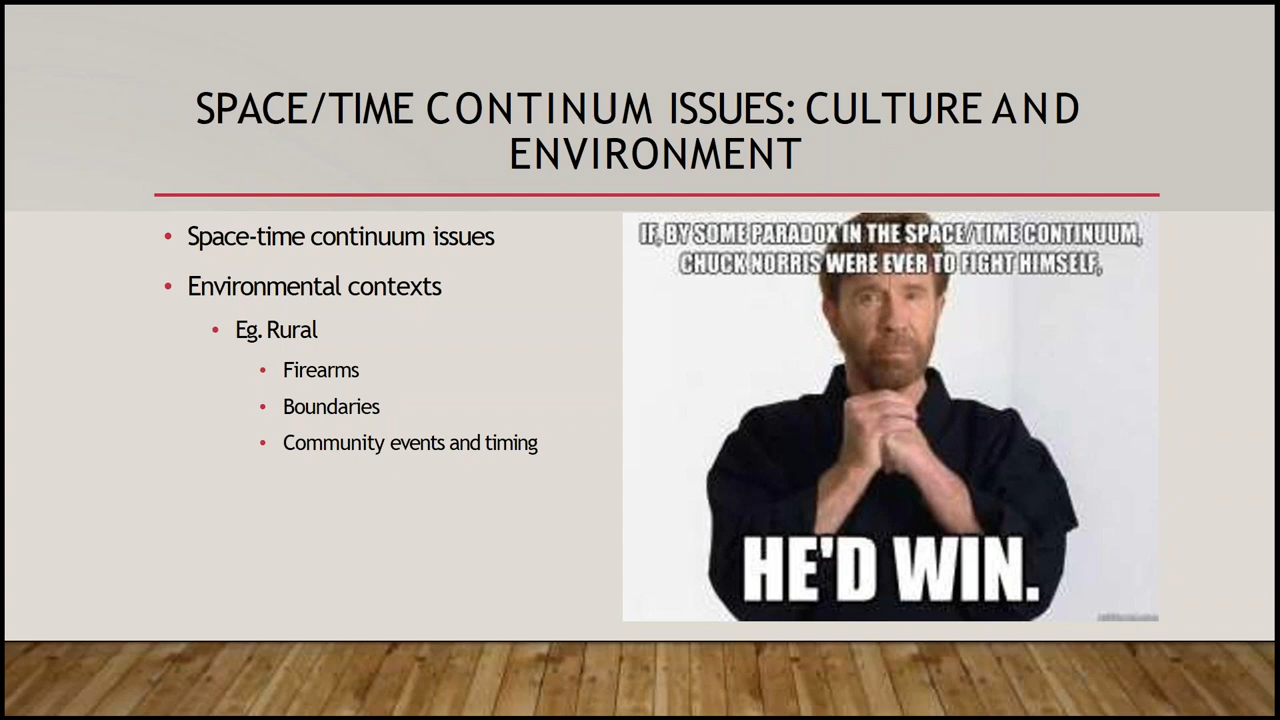 SPACE/TIME CONTINUM ISSUES: CULTURE AND
ENVIRONMENT
• Space-time continuum issues
• Environmental contexts
• Eg. Rural
• Firearms
• Boundaries
• Community events and timing
IF, BY SOME PARADOX IN THE SPACE/TIME CONTINUUM,
CHUCK NORRIS WERE EVER TO FIGHT HIMSELF,
HE'D WIN.